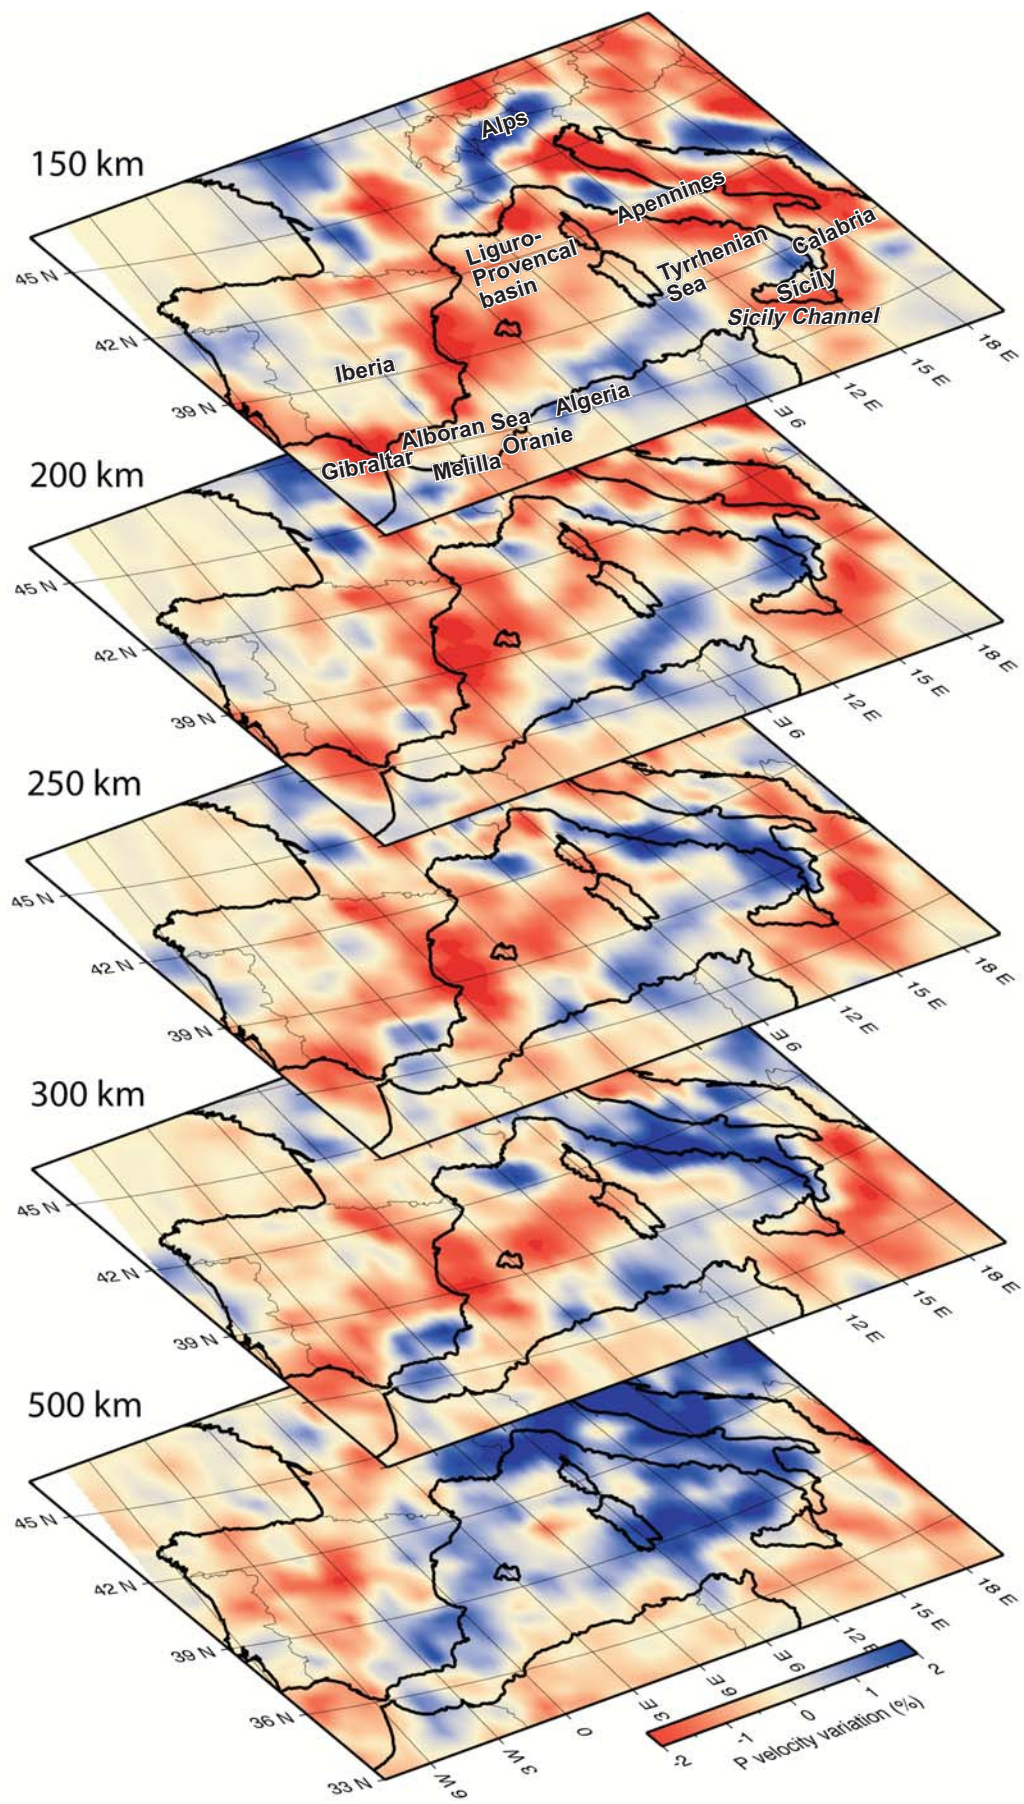 150 km
Alps
Apennines
Calabria
Liguro-
Provencal
basin
Tyrrhenian
Sea
Sicily
Sicily Channel
Iberia
Algeria
Alboran Sea
Oranie
Gibraltar
Melilla
45 N
42 N
39 N
9 E
12 E
15 E
18 E
200 km
45 N
42 N
39 N
9 E
12 E
15 E
18 E
250 km
45 N
42 N
39 N
9 E
12 E
15 E
18 E
300 km
45 N
42 N
39 N
12 E
15 E
18 E
500 km
45 N
42 N
39 N
36 N
33 N
6 W
3 W
0
3 E
6 E
9 E
12 E
15 E
18 E
-2
-1
0
1
2
P velocity variation (%)